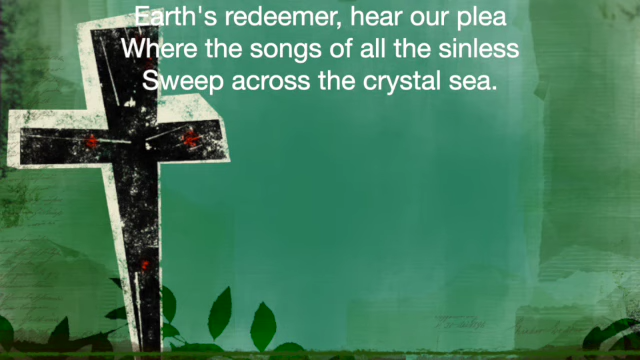 Earth's redeemer, hear our plea
Where the songs of all the sinless
Sweep across the crystal sea.